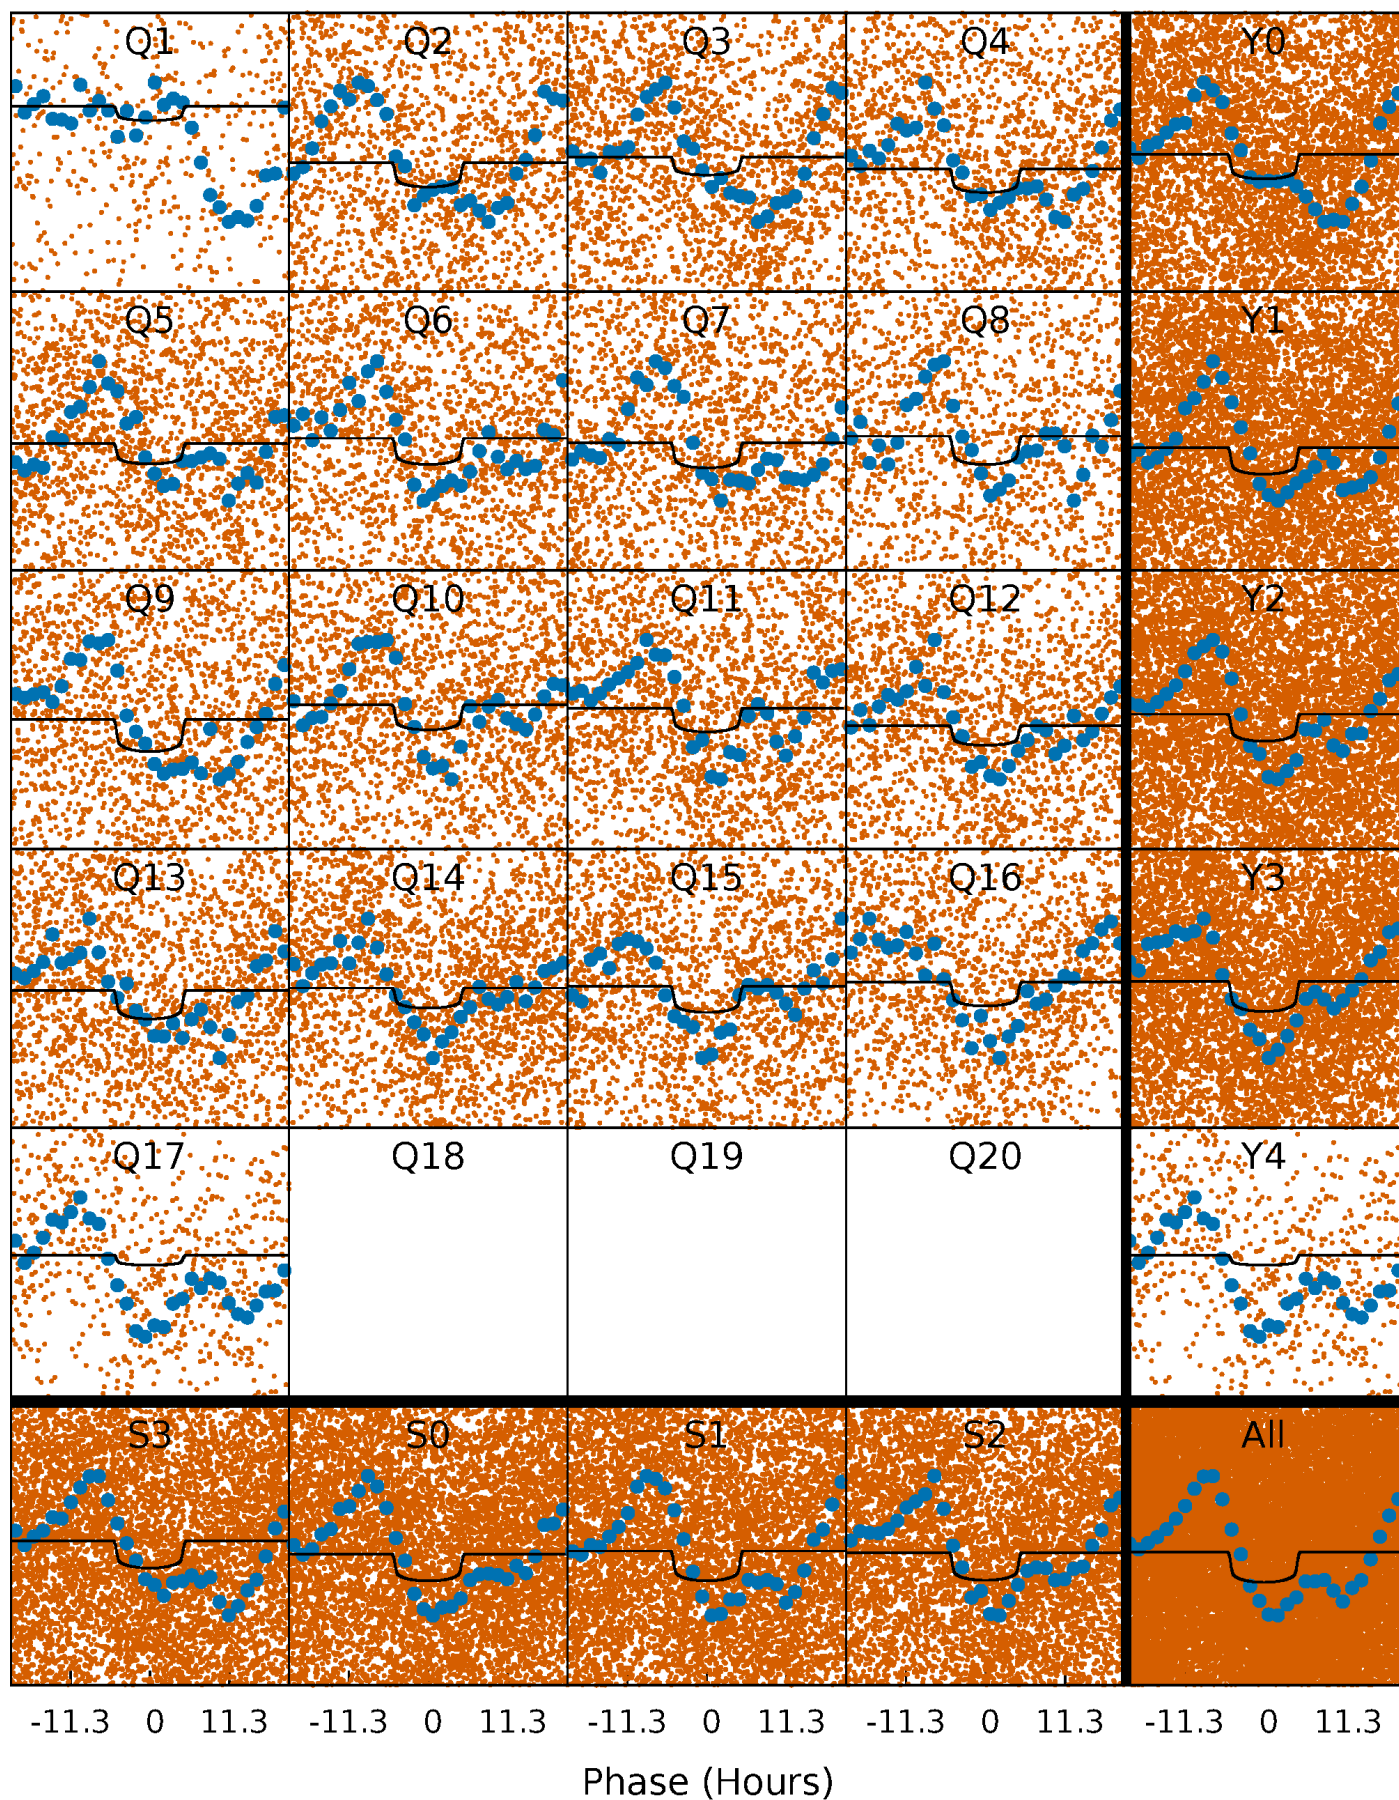 Q1 Q2 Q3 Q4 Y0
Q5 Q6 Q7 Q8 Y1
Q9 Q10 Q11 Q12 Y2
Q13 Q14 Q15 Q16 Y3
Q17 Q18 Q19 Q20 Y4
S3 S0 S1 S2 All
-11.3 0 11.3 -11.3 0 11.3 -11.3 0 11.3 -11.3 0 11.3 -11.3 0 11.3
Phase (Hours)